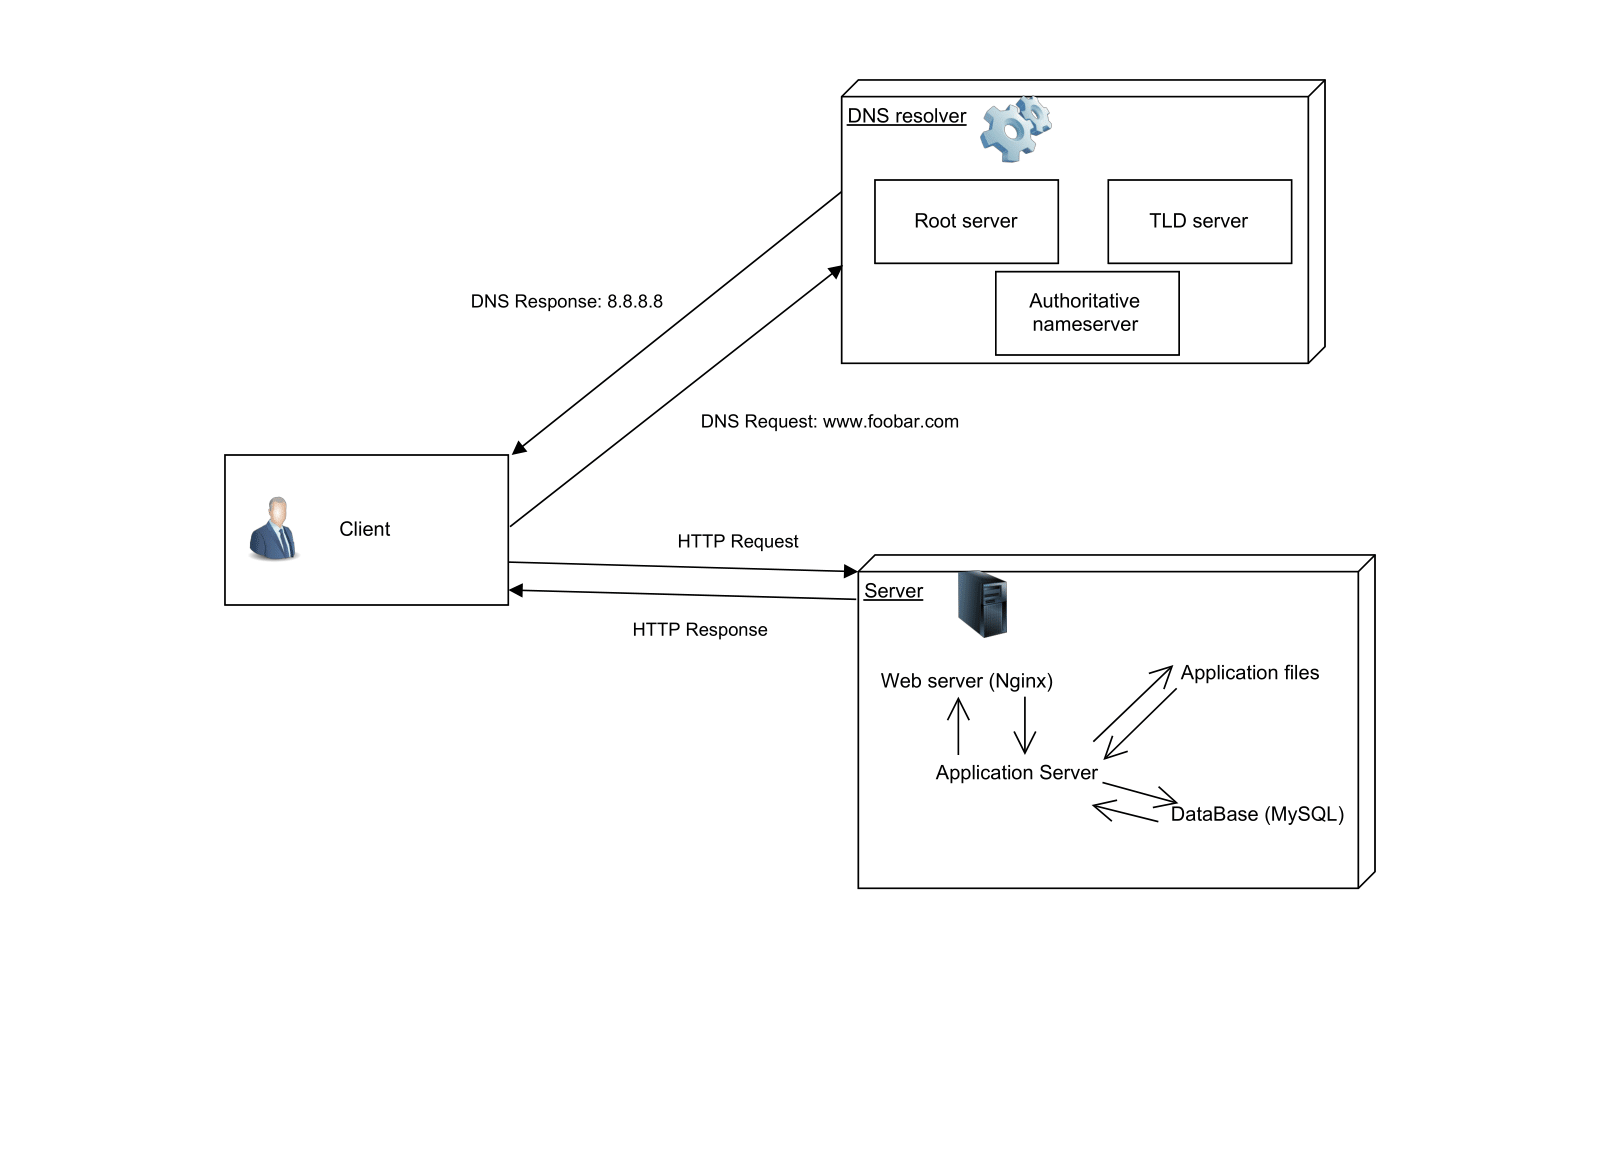 DNS resolver
Root server
TLD server
Authoritative
nameserver
DNS Response: 8.8.8.8
DNS Request: www.foobar.com
Client
HTTP Request
HTTP Response
Server
Web server (Nginx)
Application files
Application Server
DataBase (MySQL)